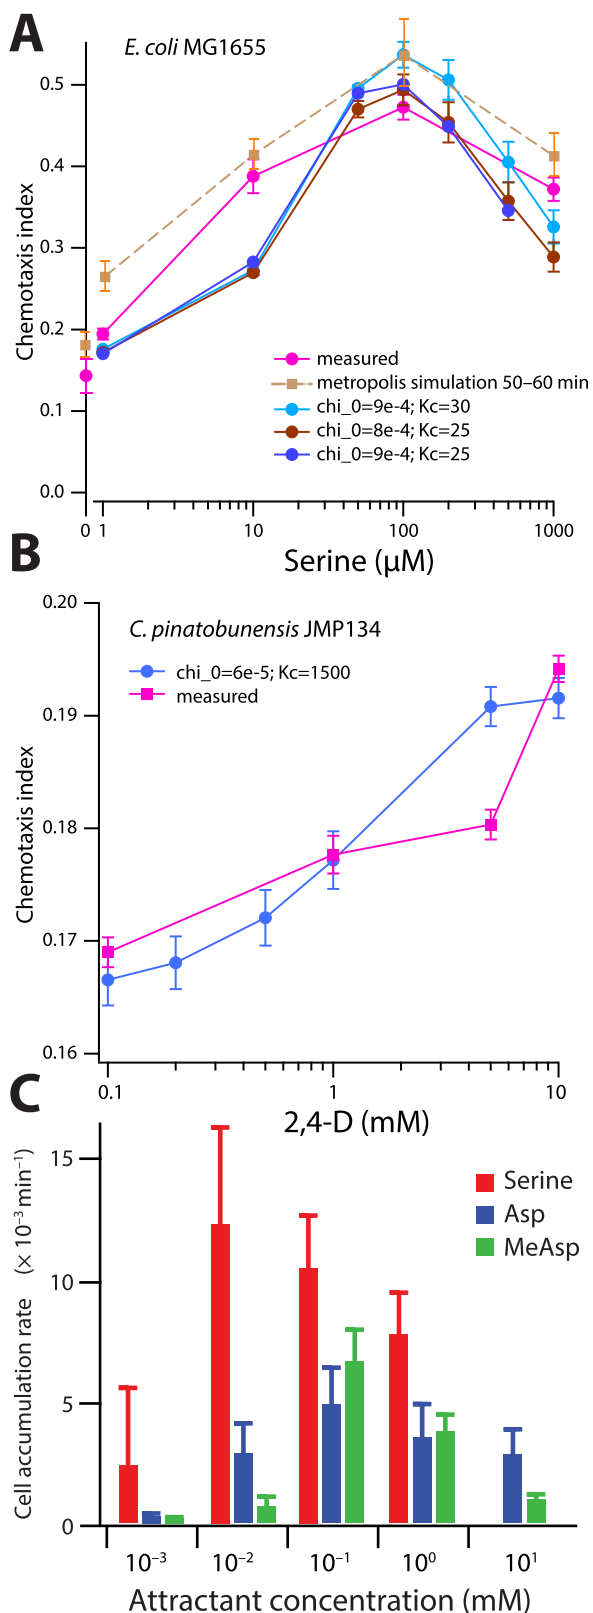 A
E. coli MG1655
Chemotaxis index
0.5
0.4
0.3
0.2
0.1
0.0
measured
metropolis simulation 50–60 min
chi_0=9e-4; Kc=30
chi_0=8e-4; Kc=25
chi_0=9e-4; Kc=25
0 1 10 100 1000
Serine (µM)
B
C. pinatobunensis JMP134
chi_0=6e-5; Kc=1500
measured
Chemotaxis index
0.20
0.19
0.18
0.17
0.16
0.1 1 10
2,4-D (mM)
C
Cell accumulation rate (× 10⁻³ min⁻¹)
15
10
5
0
Serine
Asp
MeAsp
10⁻³ 10⁻² 10⁻¹ 10⁰ 10¹
Attractant concentration (mM)